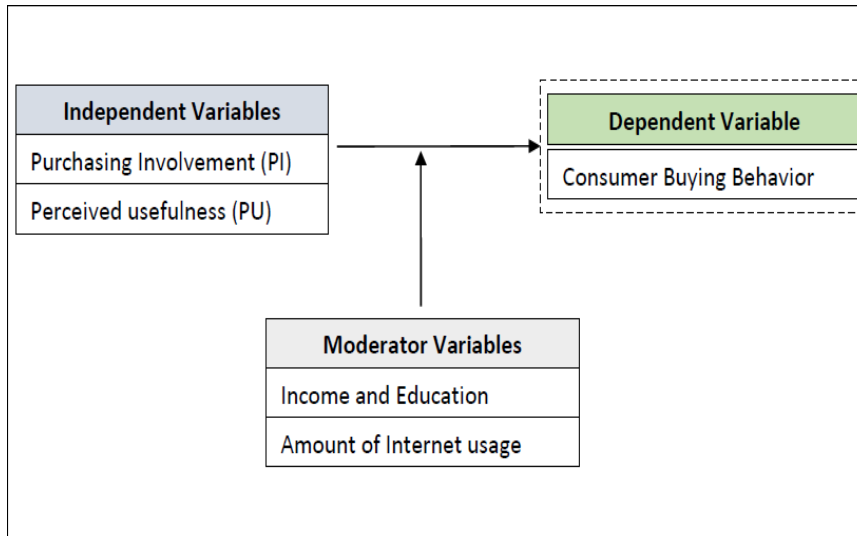 Independent Variables
Purchasing Involvement (PI)
Perceived usefulness (PU)
Dependent Variable
Consumer Buying Behavior
Moderator Variables
Income and Education
Amount of Internet usage